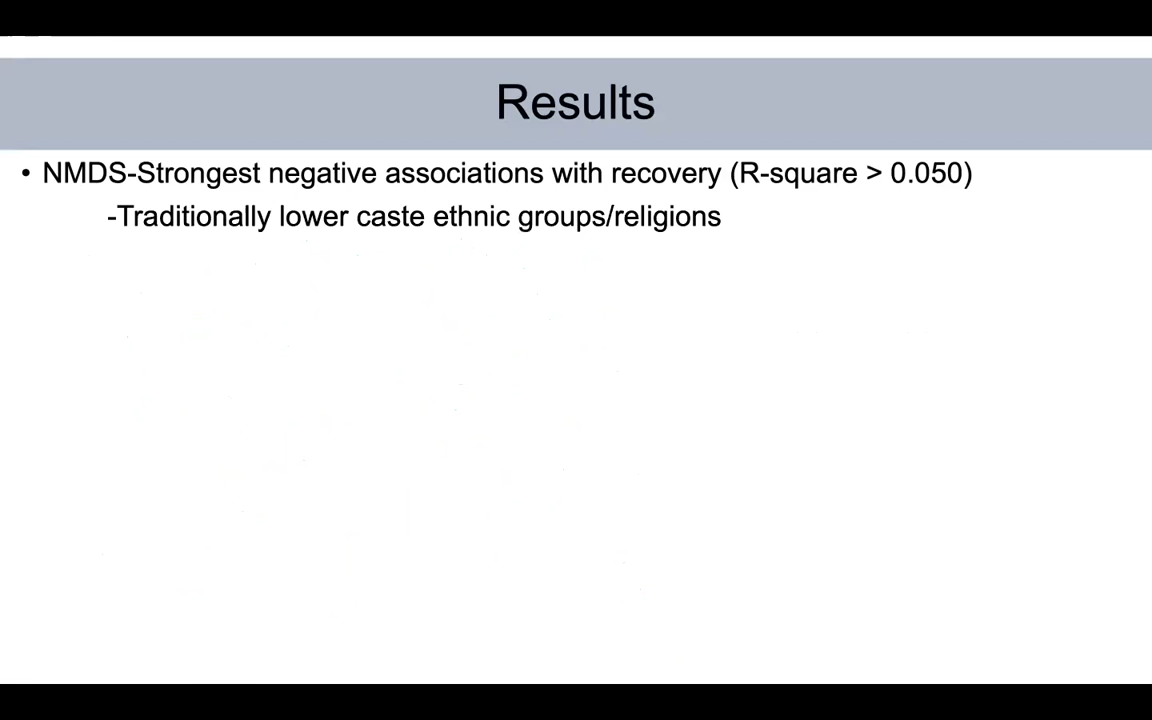 Results
• NMDS-Strongest negative associations with recovery (R-square > 0.050)
-Traditionally lower caste ethnic groups/religions